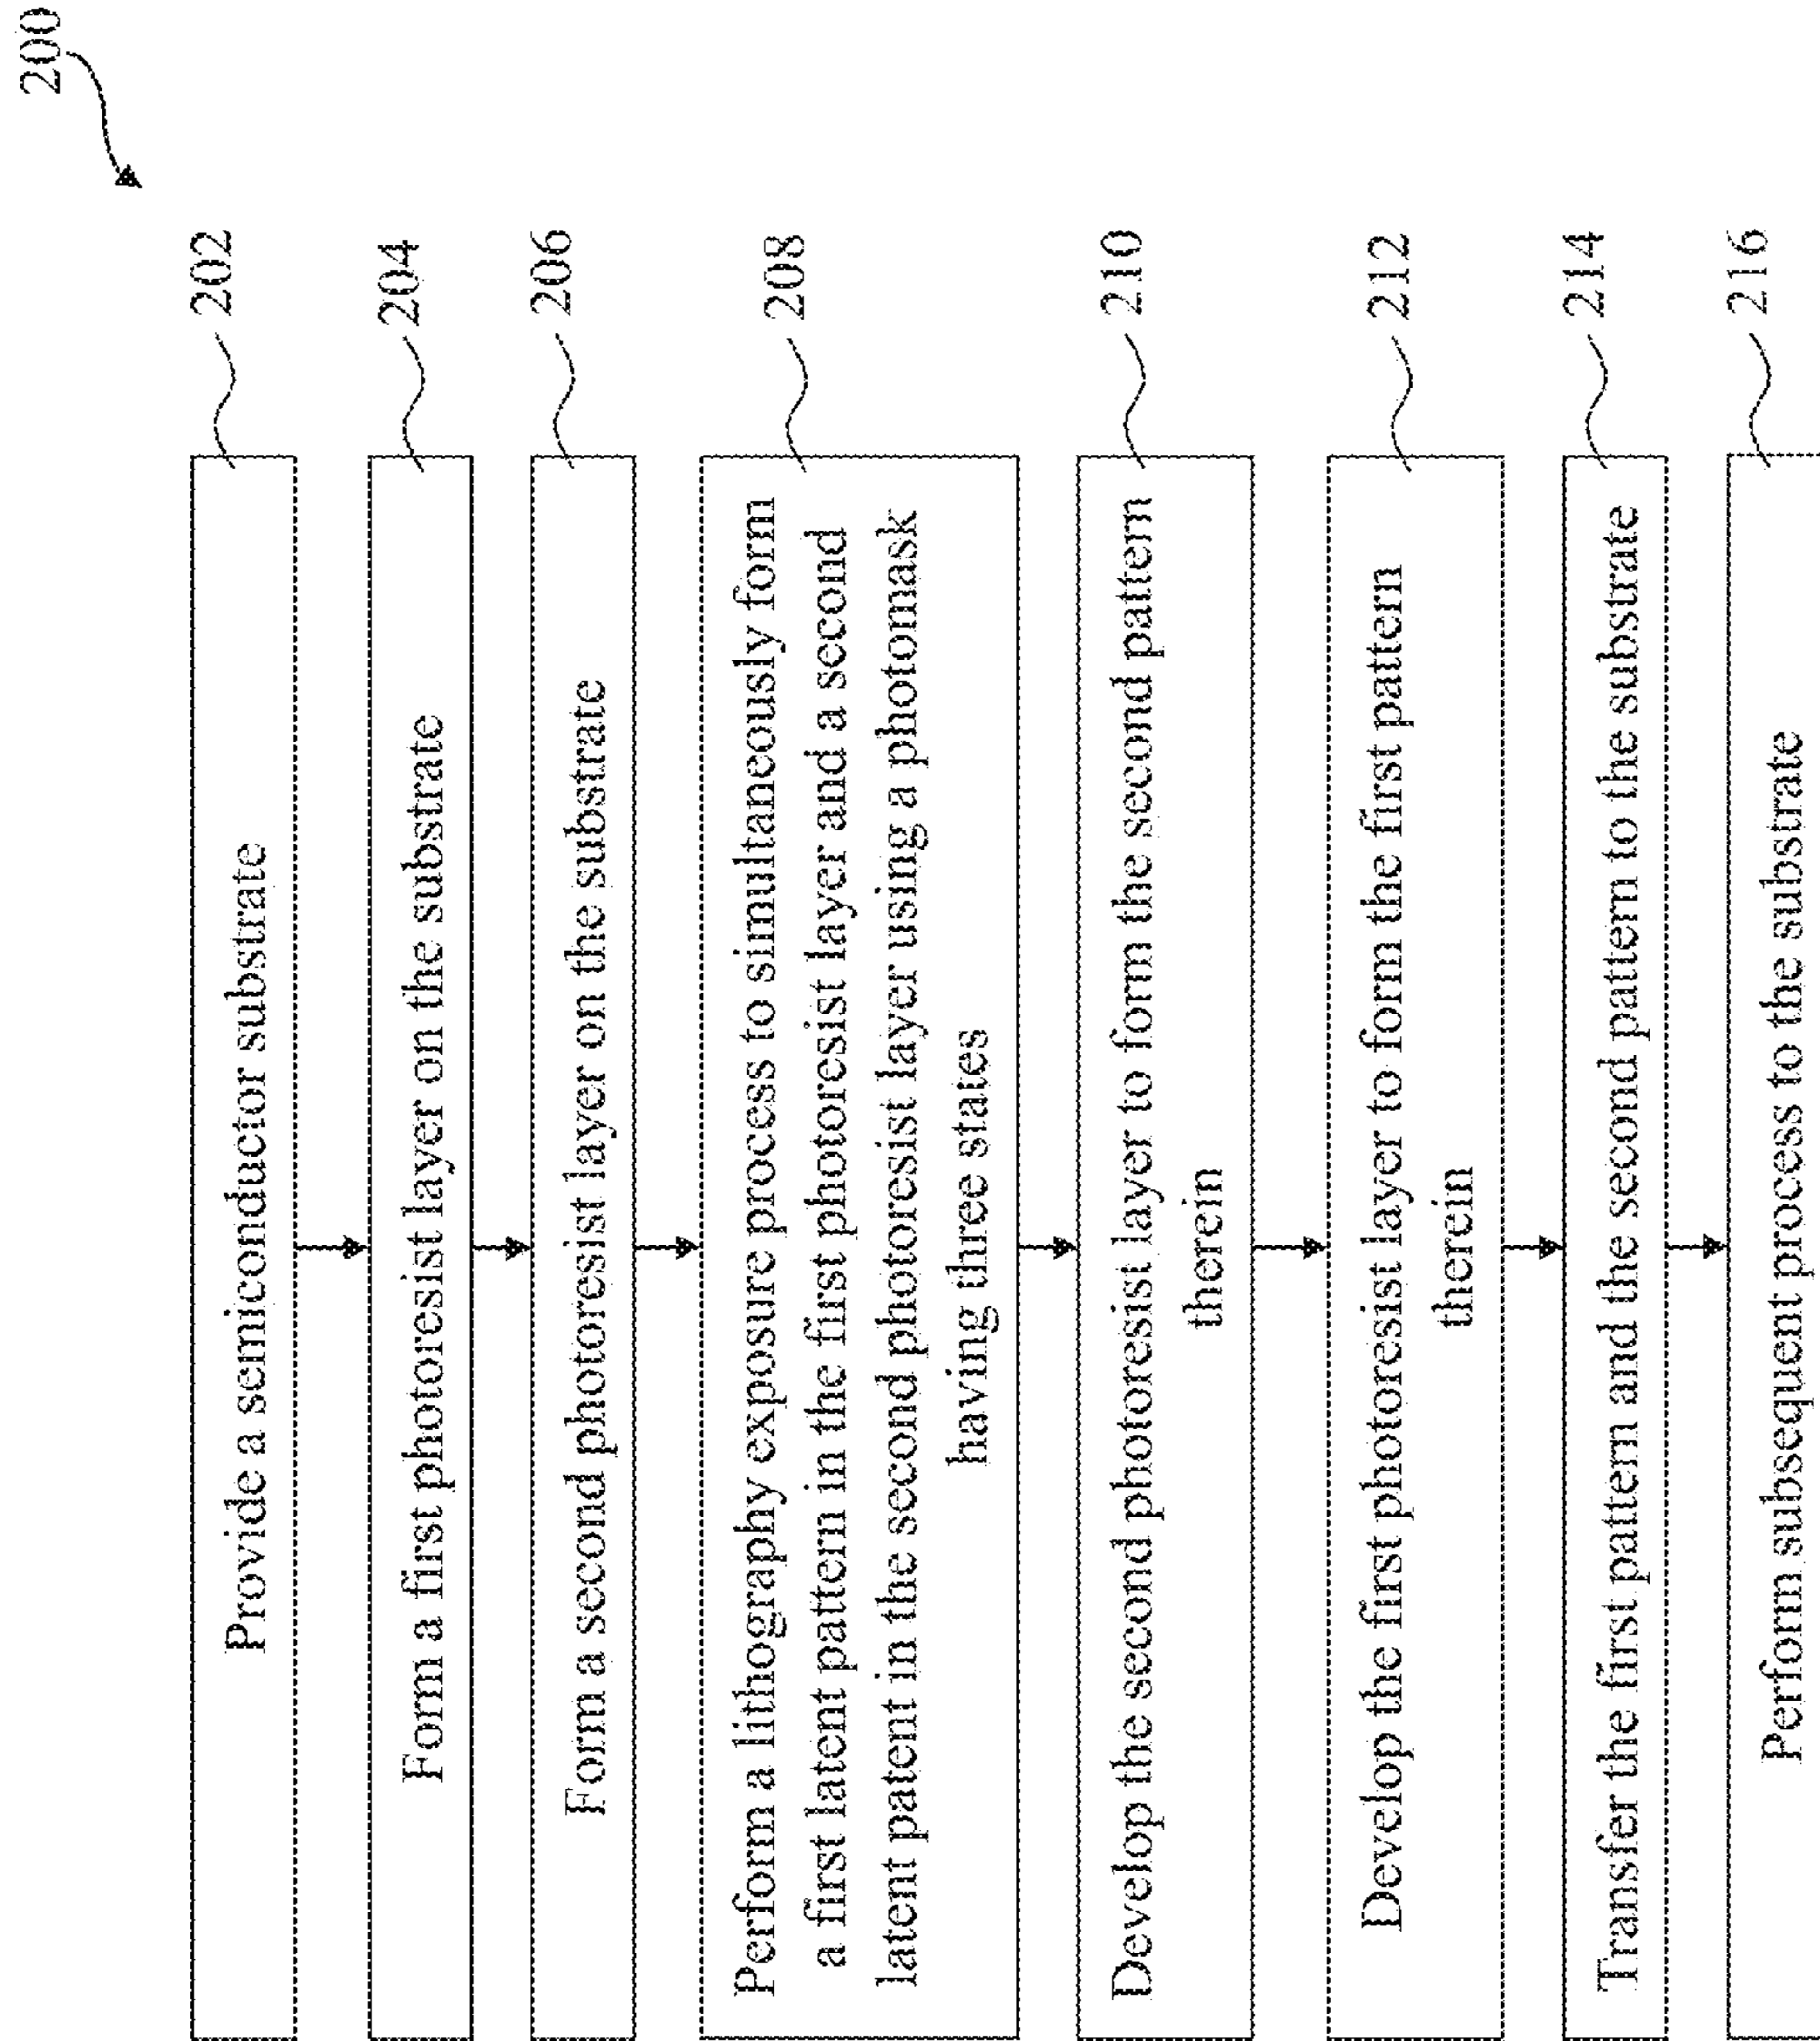 200
Provide a semiconductor substrate
202
Form a first photoresist layer on the substrate
204
Form a second photoresist layer on the substrate
206
Perform a lithography exposure process to simultaneously form
a first latent pattern in the first photoresist layer and a second
latent patent in the second photoresist layer using a photomask
having three states
208
Develop the second photoresist layer to form the second pattern
therein
210
Develop the first photoresist layer to form the first pattern
therein
212
Transfer the first pattern and the second pattern to the substrate
214
Perform subsequent process to the substrate
216